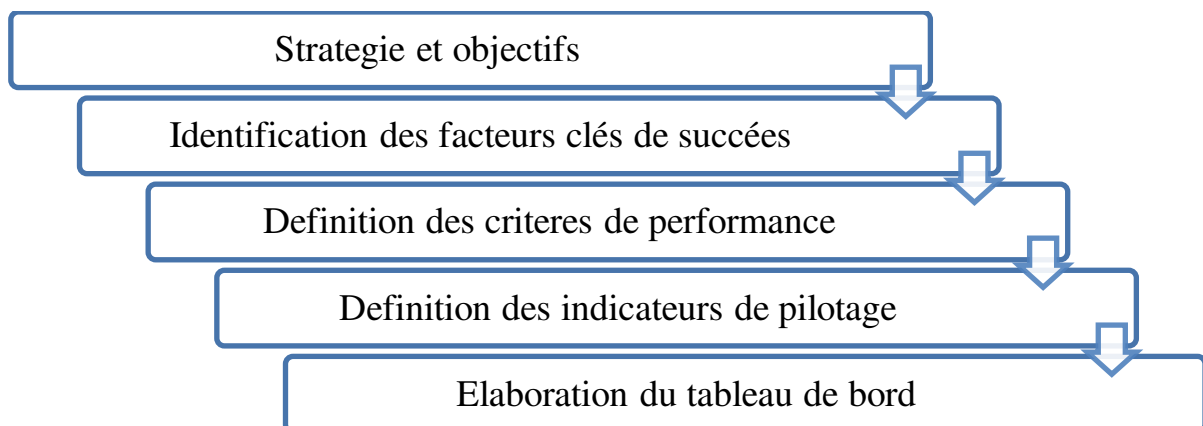 Strategie et objectifs
Identification des facteurs clés de succées
Definition des criteres de performance
Definition des indicateurs de pilotage
Elaboration du tableau de bord